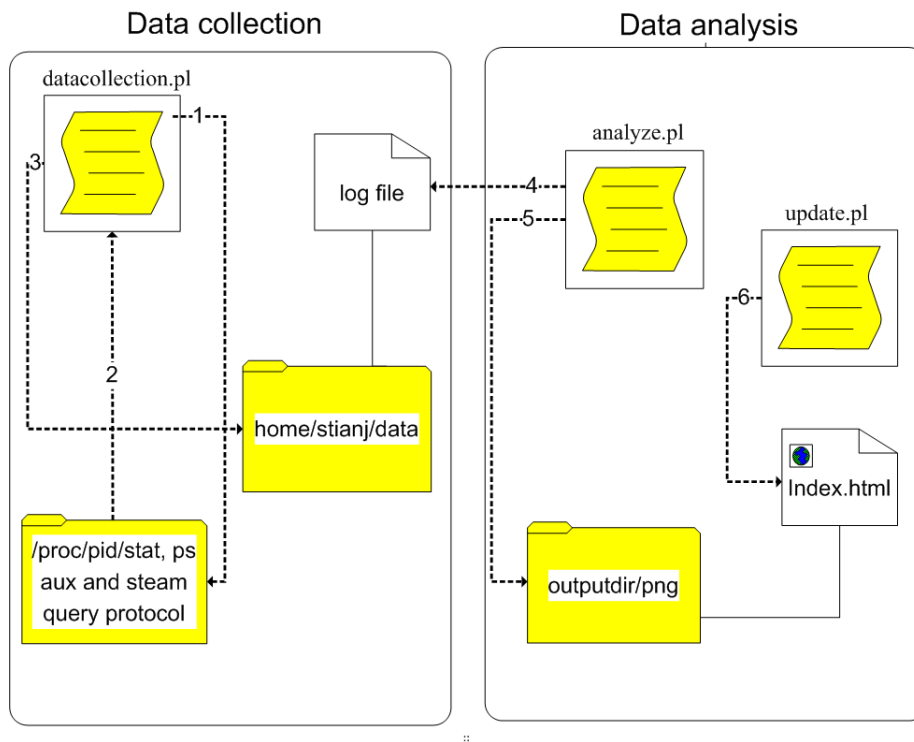 Data collection
Data analysis
datacollection.pl
1
3
log file
2
home/stianj/data
/proc/pid/stat, ps
aux and steam
query protocol
analyze.pl
4
5
update.pl
6
Index.html
outputdir/png